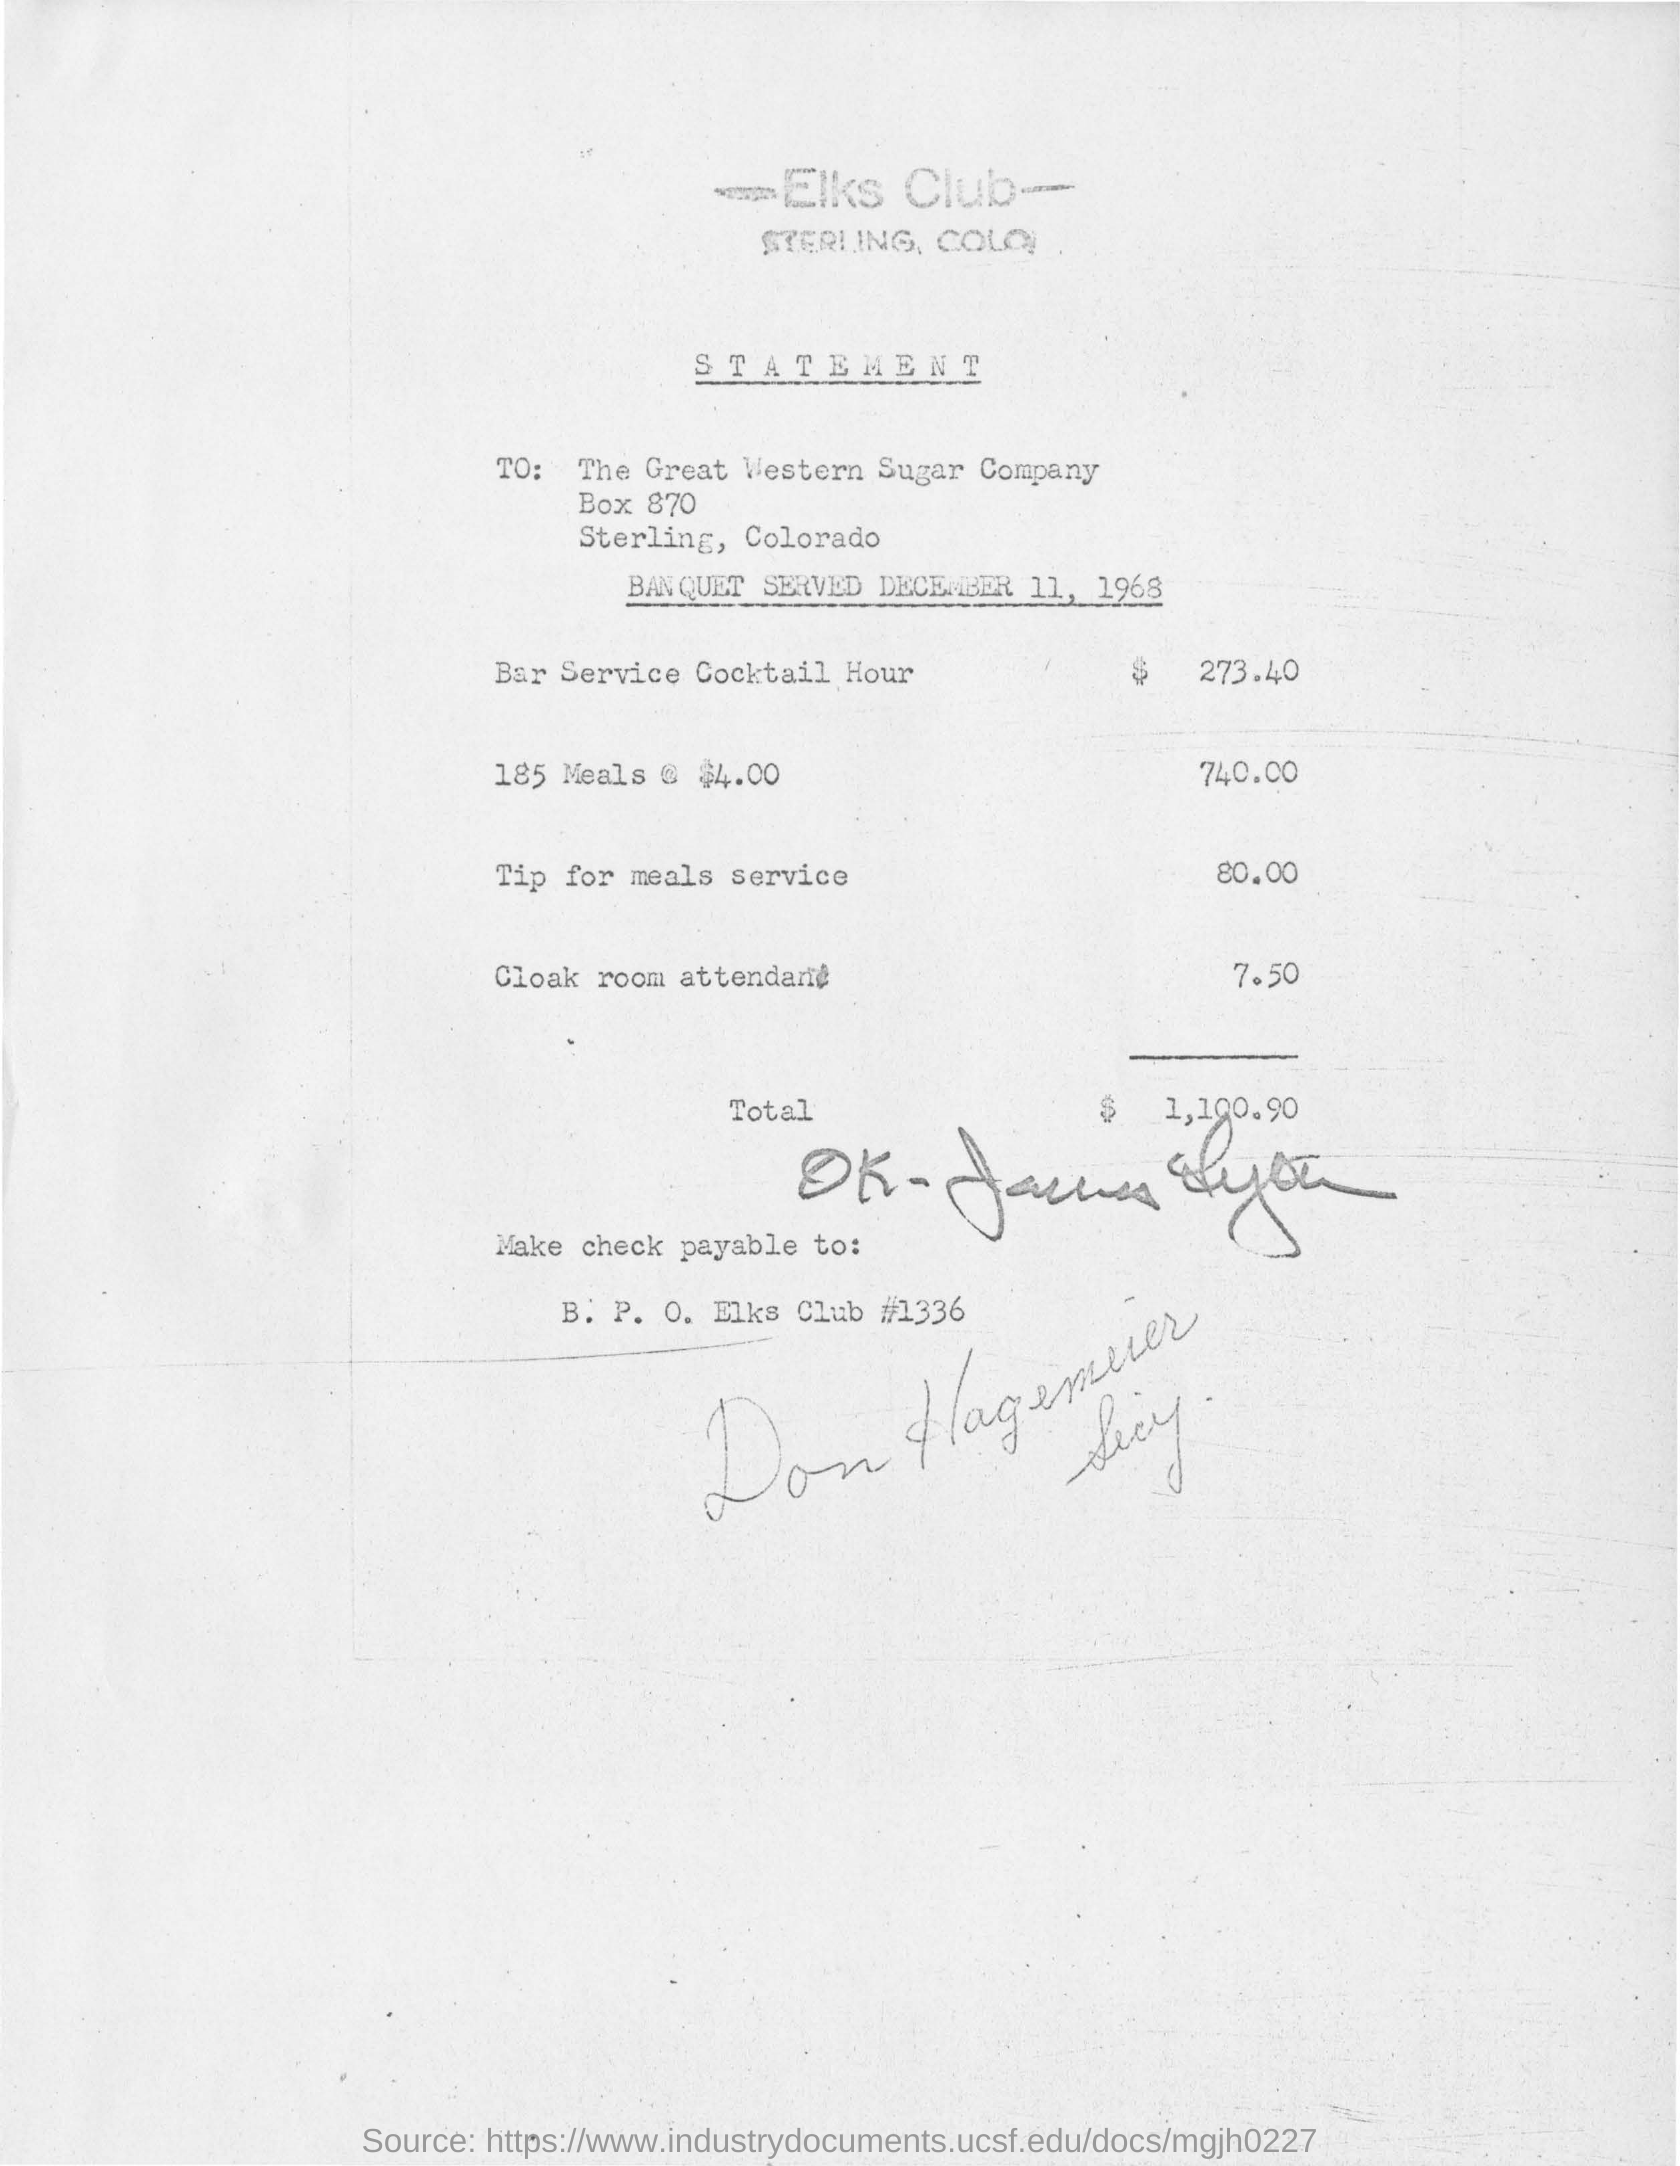 Elks Club
STERLING, COLO
STATEMENT
TO: The Great Western Sugar Company
Box 870
Sterling, Colorado
BANQUET SERVED DECEMBER 11, 1968
Bar Service Cocktail Hour $ 273.40
185 Meals @ $4.00 740.00
Tip for meals service 80.00
Cloak room attendant 7.50
Total $ 1,100.90
OK - James
Make check payable to:
B. P. O. Elks Club #1336
Don Hagemeier
Secy.
Source: https://www.industrydocuments.ucsf.edu/docs/mgjh0227